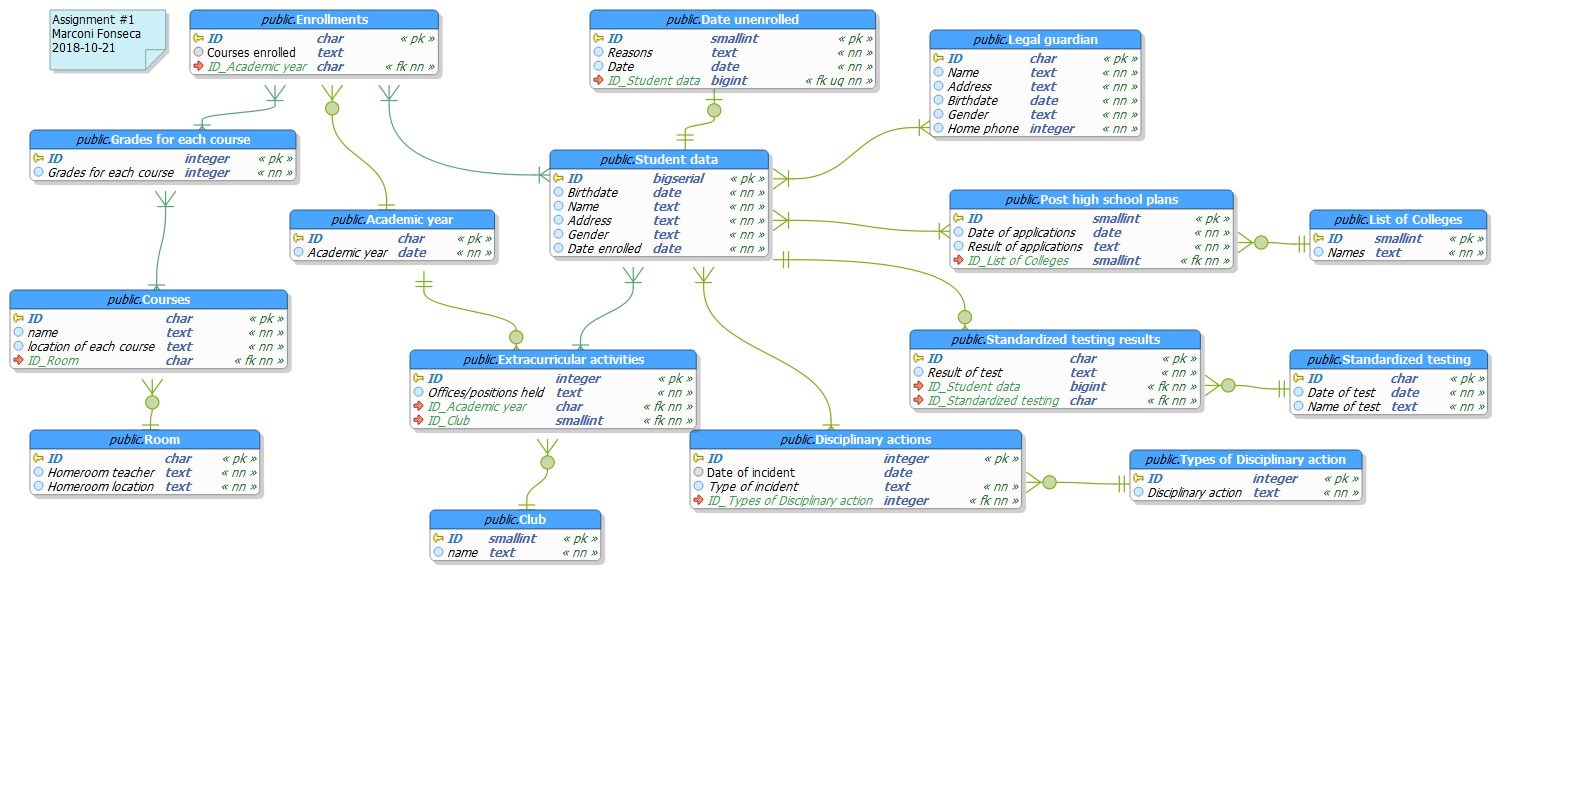 Assignment #1
Marconi Fonseca
2018-10-21
public.Enrollments
ID char « pk »
Courses enrolled text
ID_Academic year char « fk nn »
public.Date unenrolled
ID smallint « pk »
Reasons text « nn »
Date date « nn »
ID_Student data bigint « fk uq nn »
public.Legal guardian
ID char « pk »
Name text « nn »
Address text « nn »
Birthdate date « nn »
Gender text « nn »
Home phone integer « nn »
public.Grades for each course
ID integer « pk »
Grades for each course integer « nn »
public.Student data
ID bigserial « pk »
Birthdate date « nn »
Name text « nn »
Address text « nn »
Gender text « nn »
Date enrolled date « nn »
public.Academic year
ID char « pk »
Academic year date « nn »
public.Post high school plans
ID smallint « pk »
Date of applications date « nn »
Result of applications text « nn »
ID_List of Colleges smallint « fk nn »
public.List of Colleges
ID smallint « pk »
Names text « nn »
public.Courses
ID char « pk »
name text « nn »
location of each course text « nn »
ID_Room char « fk nn »
public.Extracurricular activities
ID integer « pk »
Offices/positions held text « nn »
ID_Academic year char « fk nn »
ID_Club smallint « fk nn »
public.Standardized testing results
ID char « pk »
Result of test text « nn »
ID_Student data bigint « fk nn »
ID_Standardized testing char « fk nn »
public.Standardized testing
ID char « pk »
Date of test date « nn »
Name of test text « nn »
public.Room
ID char « pk »
Homeroom teacher text « nn »
Homeroom location text « nn »
public.Disciplinary actions
ID integer « pk »
Date of incident date
Type of incident text « nn »
ID_Types of Disciplinary action integer « fk nn »
public.Types of Disciplinary action
ID integer « pk »
Disciplinary action text « nn »
public.Club
ID smallint « pk »
name text « nn »